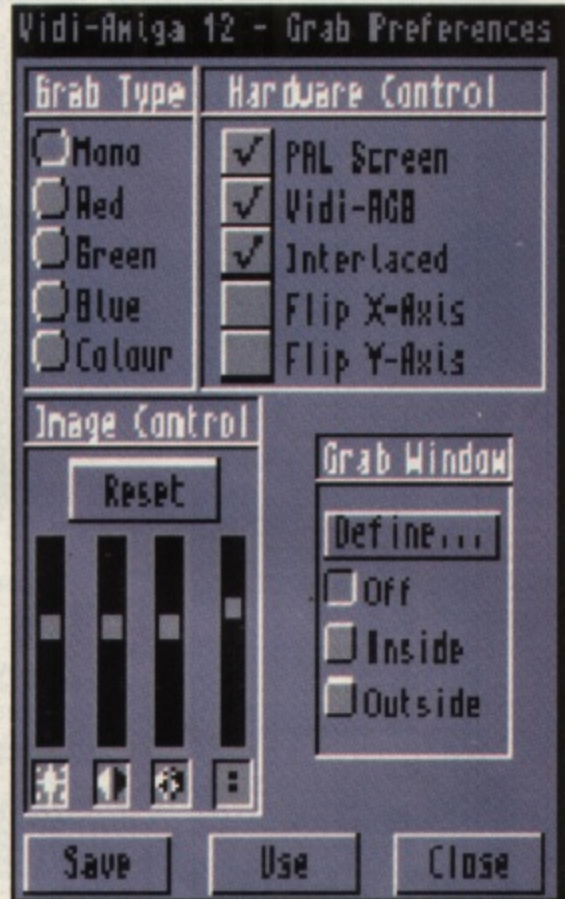 Vidi-Amiga 12 - Grab Preferences
Grab Type
Mono
Red
Green
Blue
Colour
Hardware Control
PAL Screen
Vidi-RGB
Interlaced
Flip X-Axis
Flip Y-Axis
Image Control
Reset
Grab Window
Define...
Off
Inside
Outside
Save
Use
Close